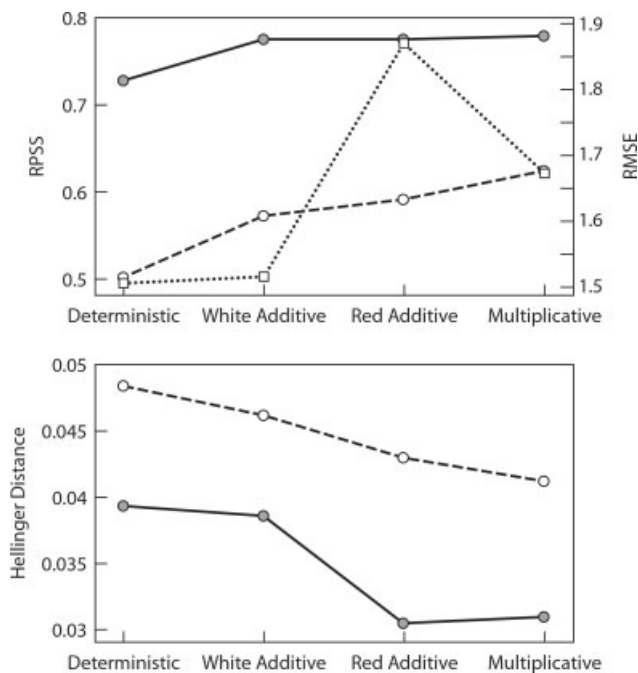 0.8
0.7
0.6
0.5
RPSS
1.9
1.8
1.7
1.6
1.5
RMSE
Deterministic White Additive Red Additive Multiplicative
0.05
0.045
0.04
0.035
0.03
Hellinger Distance
Deterministic White Additive Red Additive Multiplicative